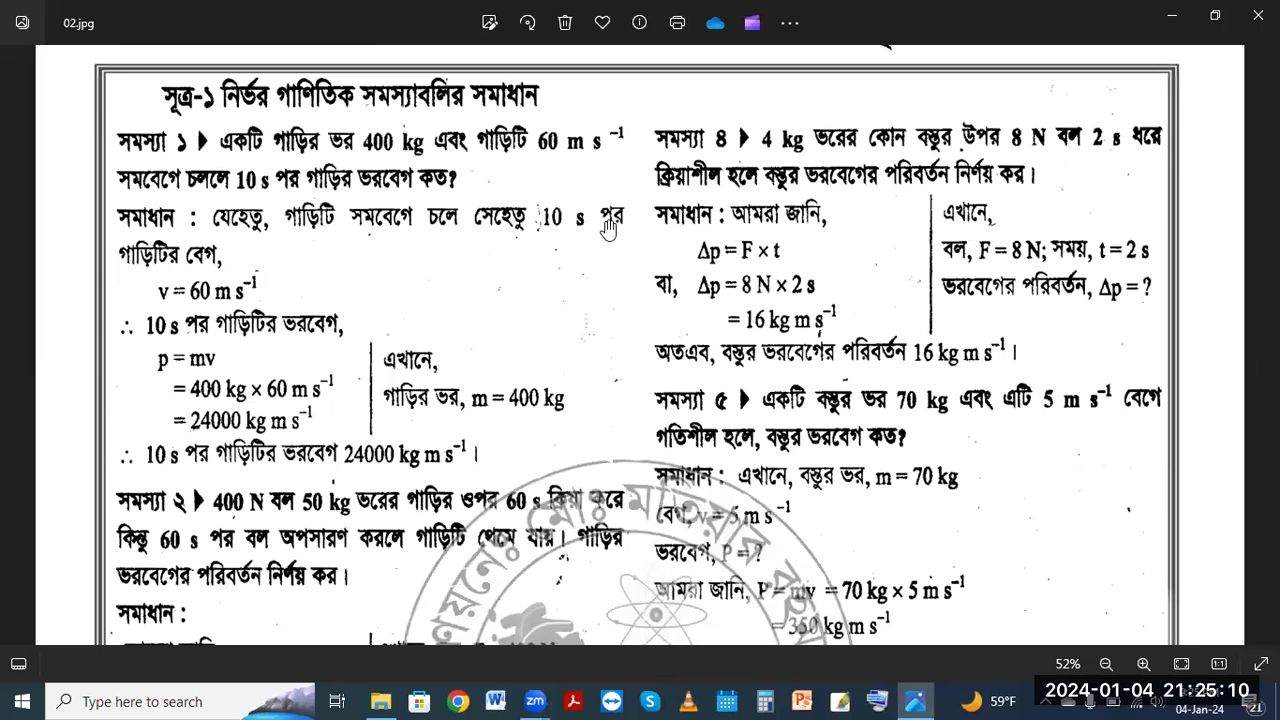 02.jpg
সূত্র-১ নির্ভর গাণিতিক সমস্যাবলির সমাধান
সমস্যা ১ ▶ একটি গাড়ির ভর 400 kg এবং গাড়িটি 60 m s⁻¹
সমবেগে চললে 10 s পর গাড়ির ভরবেগ কত?
সমাধান : যেহেতু, গাড়িটি সমবেগে চলে সেহেতু 10 s পর
গাড়িটির বেগ,
v = 60 m s⁻¹
∴ 10 s পর গাড়িটির ভরবেগ,
p = mv
= 400 kg × 60 m s⁻¹
= 24000 kg m s⁻¹
এখানে,
গাড়ির ভর, m = 400 kg
∴ 10 s পর গাড়িটির ভরবেগ 24000 kg m s⁻¹।
সমস্যা ২ ▶ 400 N বল 50 kg ভরের গাড়ির ওপর 60 s ক্রিয়া করে
কিন্তু 60 s পর বল অপসারণ করলে গাড়িটি থেমে যায়। গাড়ির
ভরবেগের পরিবর্তন নির্ণয় কর।
সমাধান :
সমস্যা ৪ ▶ 4 kg ভরের কোন বস্তুর উপর 8 N বল 2 s ধরে
ক্রিয়াশীল হলে বস্তুর ভরবেগের পরিবর্তন নির্ণয় কর।
সমাধান : আমরা জানি,
Δp = F × t
বা, Δp = 8 N × 2 s
= 16 kg m s⁻¹
এখানে,
বল, F = 8 N; সময়, t = 2 s
ভরবেগের পরিবর্তন, Δp = ?
অতএব, বস্তুর ভরবেগের পরিবর্তন 16 kg m s⁻¹।
সমস্যা ৫ ▶ একটি বস্তুর ভর 70 kg এবং এটি 5 m s⁻¹ বেগে
গতিশীল হলে, বস্তুর ভরবেগ কত?
সমাধান : এখানে, বস্তুর ভর, m = 70 kg
বেগ, v = 5 m s⁻¹
ভরবেগ, P = ?
আমরা জানি, P = mv = 70 kg × 5 m s⁻¹
= 350 kg m s⁻¹
52%
Type here to search
59°F
2024-01-04 21:25:10
04-Jan-24
21